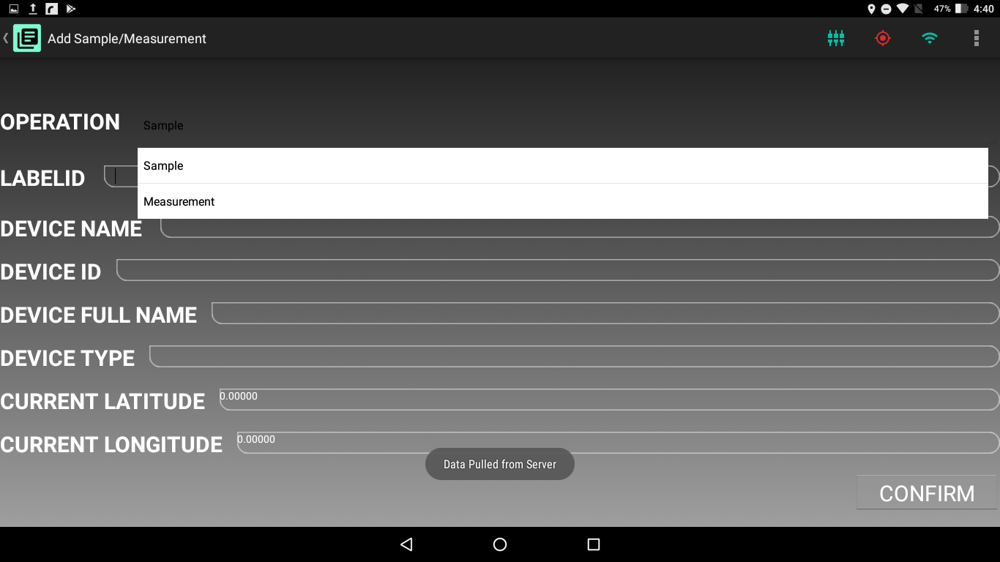 47% 4:40
Add Sample/Measurement
OPERATION Sample
Sample
LABELID
Measurement
DEVICE NAME
DEVICE ID
DEVICE FULL NAME
DEVICE TYPE
CURRENT LATITUDE 0.00000
CURRENT LONGITUDE 0.00000
Data Pulled from Server
CONFIRM